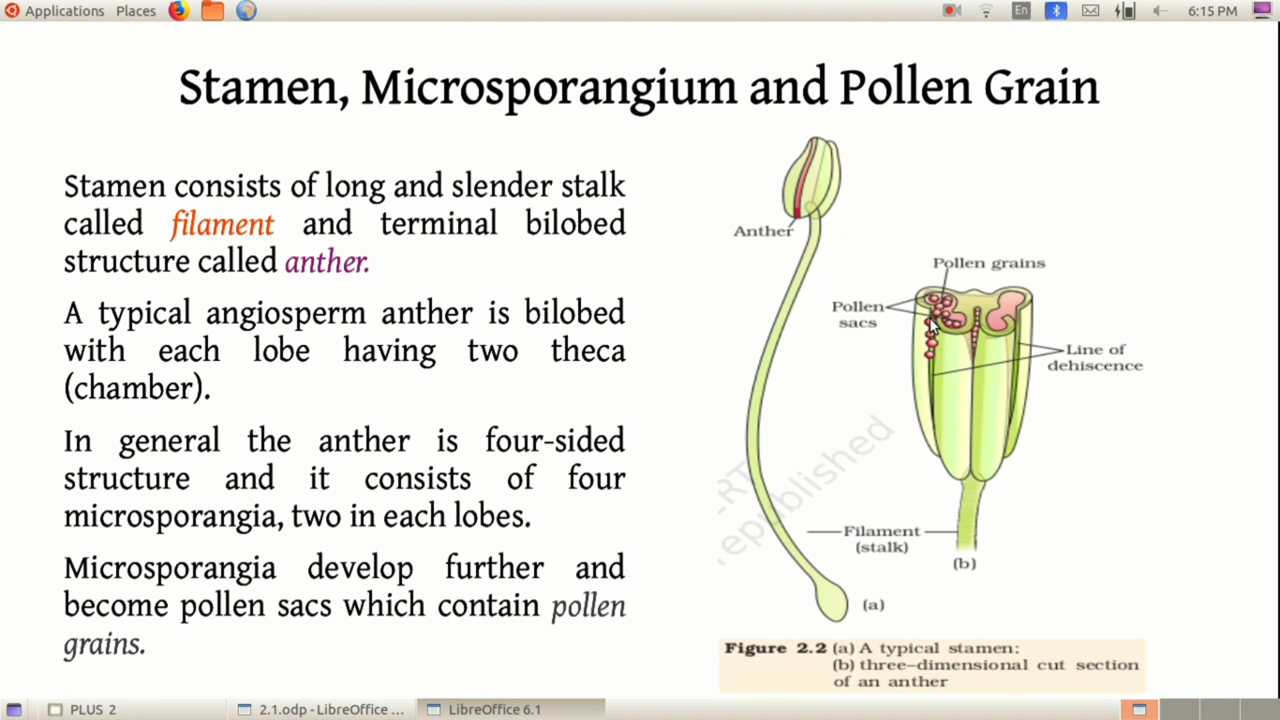 Applications Places
En
6:15 PM
Stamen, Microsporangium and Pollen Grain
Stamen consists of long and slender stalk
called filament and terminal bilobed
structure called anther.
A typical angiosperm anther is bilobed
with each lobe having two theca
(chamber).
In general the anther is four-sided
structure and it consists of four
microsporangia, two in each lobes.
Microsporangia develop further and
become pollen sacs which contain pollen
grains.
Anther
Pollen grains
Pollen
sacs
Line of
dehiscence
Filament
(stalk)
(b)
(a)
Figure 2.2 (a) A typical stamen;
(b) three–dimensional cut section
of an anther
PLUS 2
2.1.odp - LibreOffice ...
LibreOffice 6.1